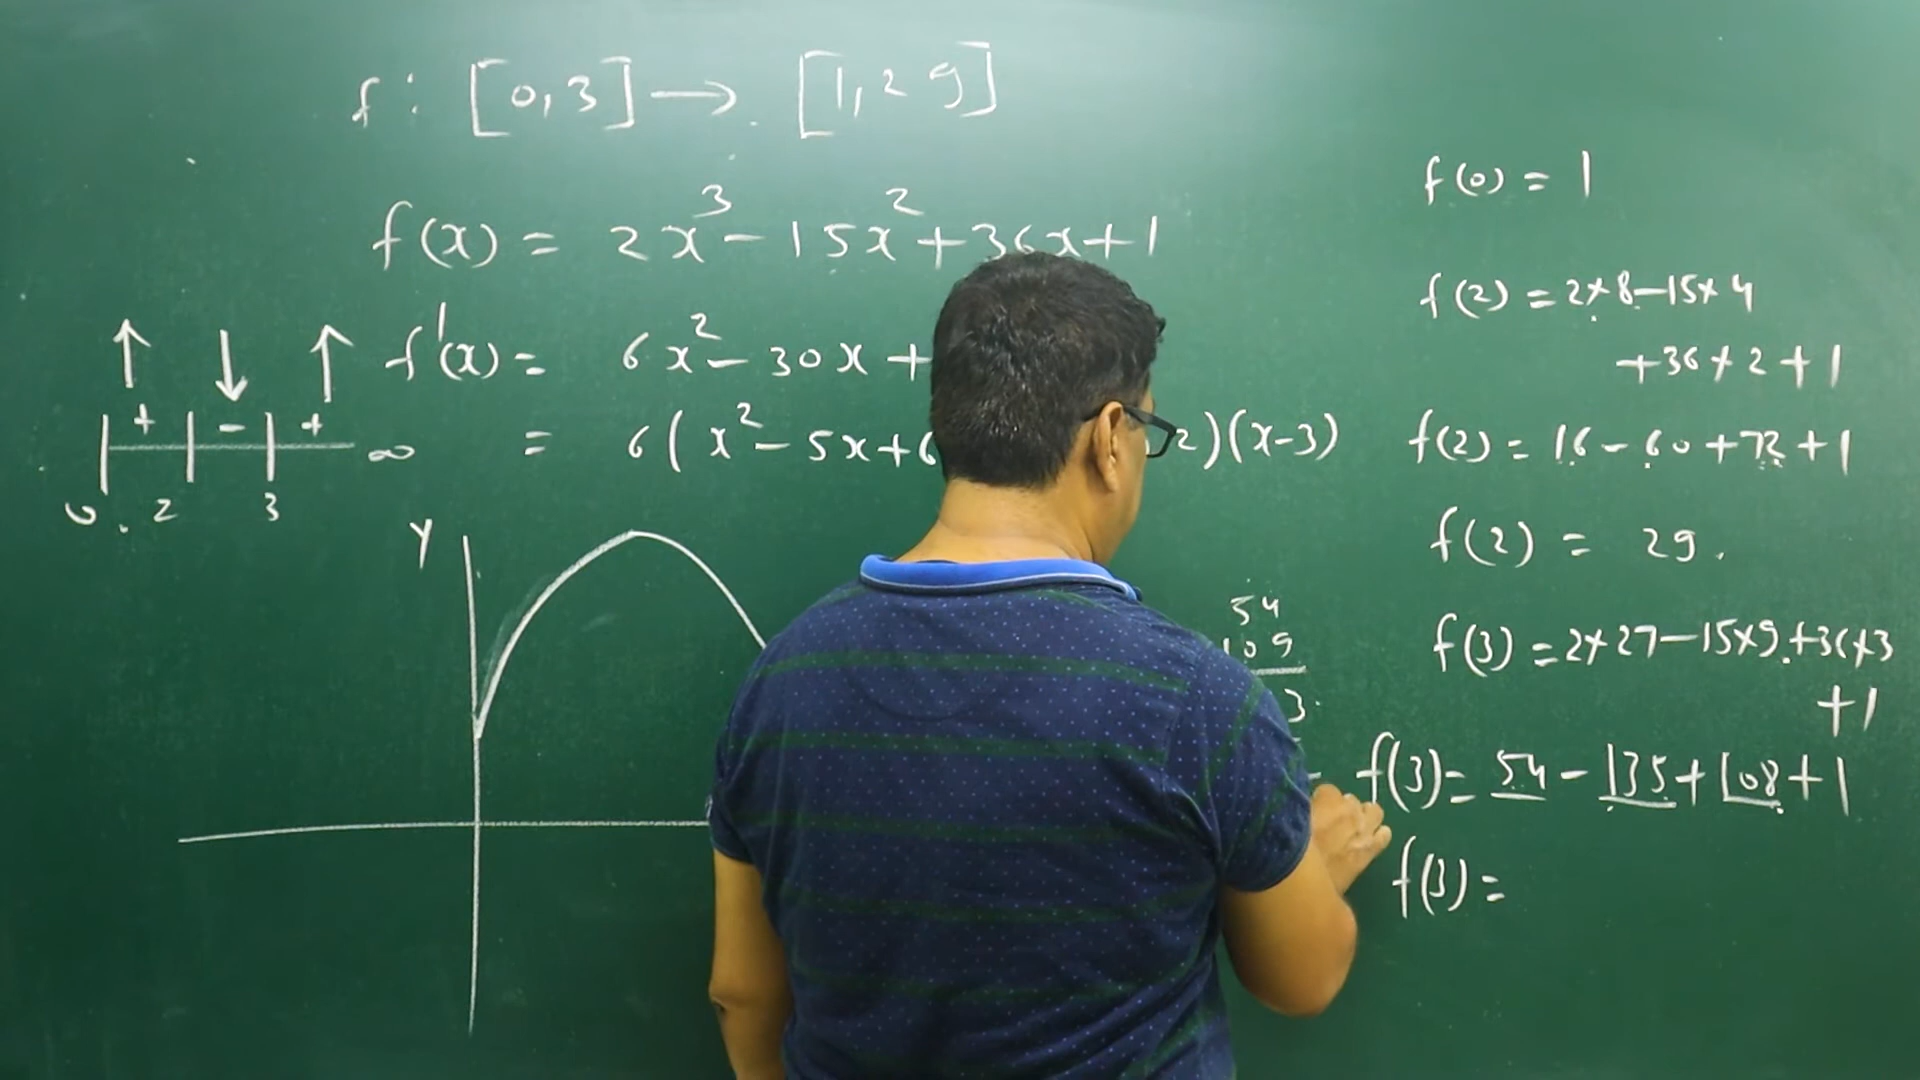 f : [0,3] → [1,29]
f(x) = 2x³ - 15x² + 36x + 1
f'(x) = 6x² - 30x +
= 6(x² - 5x + 6
2)(x-3)
↑ ↓ ↑
+ - +
0 2 3 ∞
Y
f(0) = 1
f(2) = 2×8-15×4
+36×2+1
f(2) = 16-60+72+1
f(2) = 29.
54
109
3
f(3) = 2×27-15×9+36×3
+1
f(3) = 54-135+108+1
f(3) =